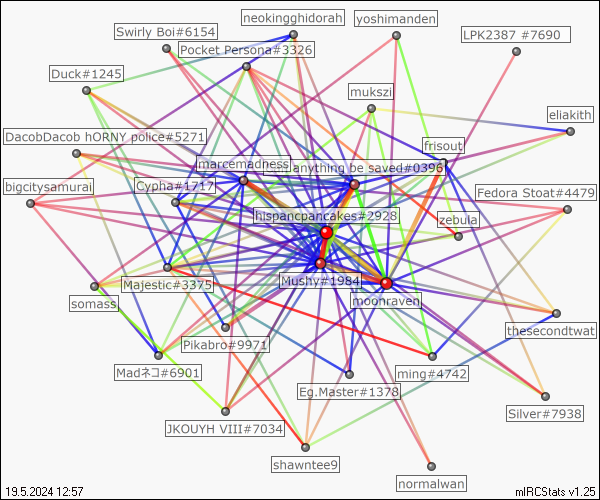 neokingghidorah
yoshimanden
Swirly Boi#6154
LPK2387 #7690
Pocket Persona#3326
Duck#1245
mukszi
eliakith
DacobDacob hORNY police#5271
frisout
marcemadness
anything be saved#0396
bigcitysamurai
Cypha#1717
Fedora Stoat#4479
hispancpancakes#2928
zebula
Majestic#3375
Mushy#1984
moonraven
somass
thesecondtwat
Pikabro#9971
Madネコ#6901
ming#4742
Eg.Master#1378
Silver#7938
JKOUYH VIII#7034
shawntee9
normalwan
19.5.2024 12:57
mIRCStats v1.25